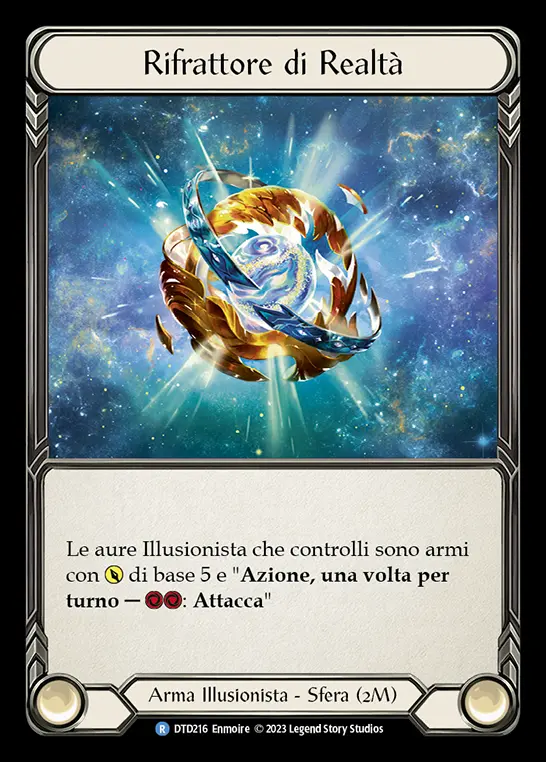 Rifrattore di Realtà
Le aure Illusionista che controlli sono armi
con di base 5 e "Azione, una volta per
turno — : Attacca"
Arma Illusionista - Sfera (2M)
R DTD216 Enmoire © 2023 Legend Story Studios